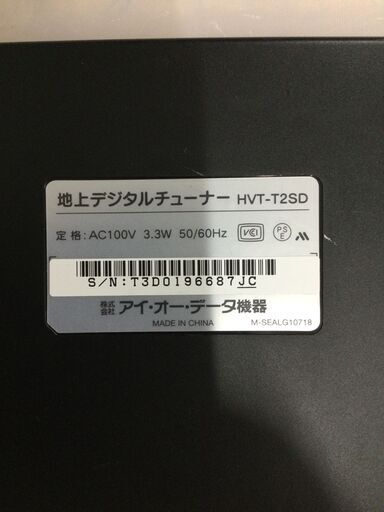 地上デジタルチューナー HVT-T2SD
定格:AC100V 3.3W 50/60Hz VCI PSE
S/N:T3D0196687JC
株式会社 アイ・オー・データ機器
MADE IN CHINA M-SEALG10718